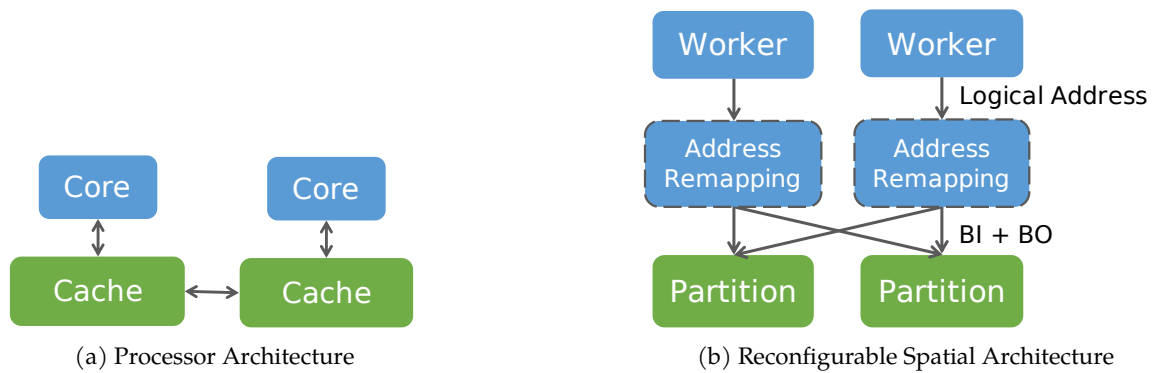 Core
Core
Cache
Cache
(a) Processor Architecture
Worker
Worker
Logical Address
Address
Remapping
Address
Remapping
BI + BO
Partition
Partition
(b) Reconfigurable Spatial Architecture